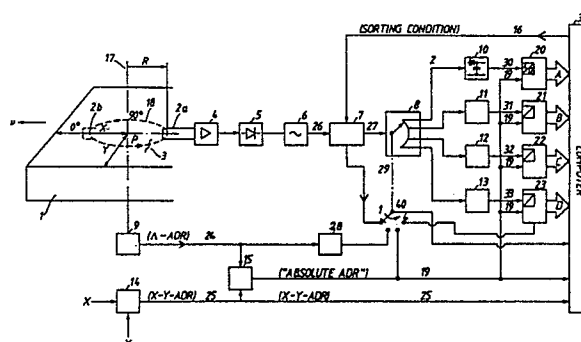 (SORTING CONDITION) 16
17 R
10 30 20
19 A
2
0° 90° 18 2a
2b X P 3 Y
4 5 6 26 7 27 8
11 31 21
19 B
12 32 22
19 C
29
13 33 23
19 D
COMPUTER
1
1 40
9 (Λ-ADR) 24 28
15 ("ABSOLUTE ADR") 19
X 14 (X-Y-ADR) 25 (X-Y-ADR) 25